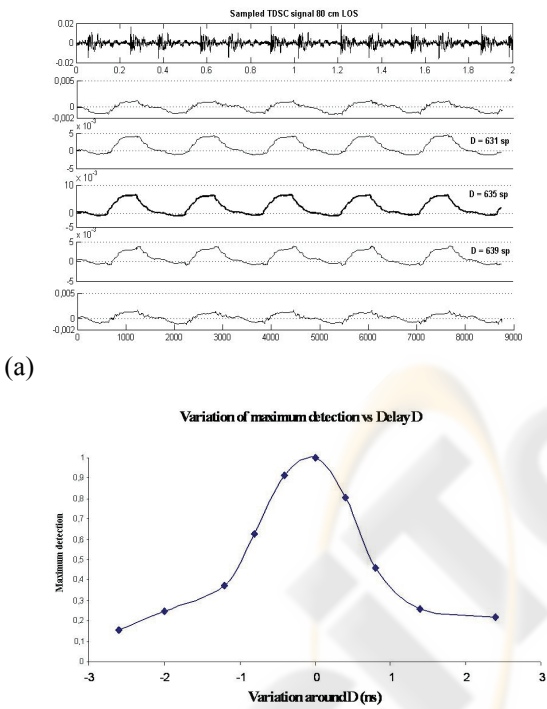 Sampled TDSC signal 80 cm LOS
0.02
0
-0.02
0 0.2 0.4 0.6 0.8 1 1.2 1.4 1.6 1.8 2
0,005
0
-0,002
x 10-3
5
0
-5
D = 631 sp
x 10-3
10
0
-5
D = 635 sp
x 10-3
5
0
-5
D = 639 sp
0,005
0
-0,002
0 1000 2000 3000 4000 5000 6000 7000 8000 9000
(a)
Variation of maximum detection vs Delay D
Maximum detection
1
0,9
0,8
0,7
0,6
0,5
0,4
0,3
0,2
0,1
0
-3 -2 -1 0 1 2 3
Variation around D (ns)